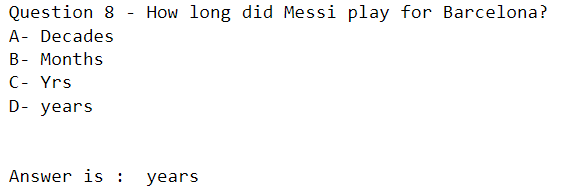 Question 8 - How long did Messi play for Barcelona?
A- Decades
B- Months
C- Yrs
D- years
Answer is :  years